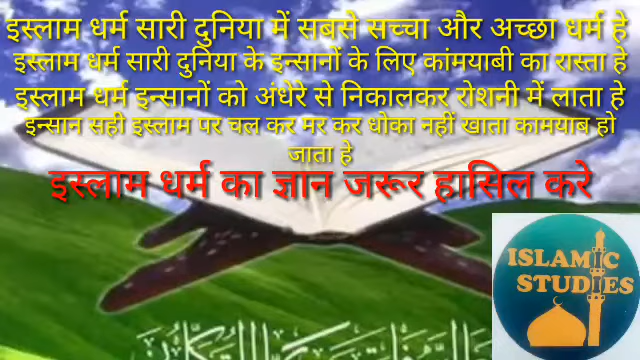 इस्लाम धर्म सारी दुनिया में सबसे सच्चा और अच्छा धर्म हे
इस्लाम धर्म सारी दुनिया के इन्सानों के लिए कांमयाबी का रास्ता हे
इस्लाम धर्म इन्सानों को अंधेरे से निकालकर रोशनी में लाता हे
इन्सान सही इस्लाम पर चल कर मर कर धोका नहीं खाता कामयाब हो
जाता हे
इस्लाम धर्म का ज्ञान जरूर हासिल करे
ISLAMIC
STUDIES